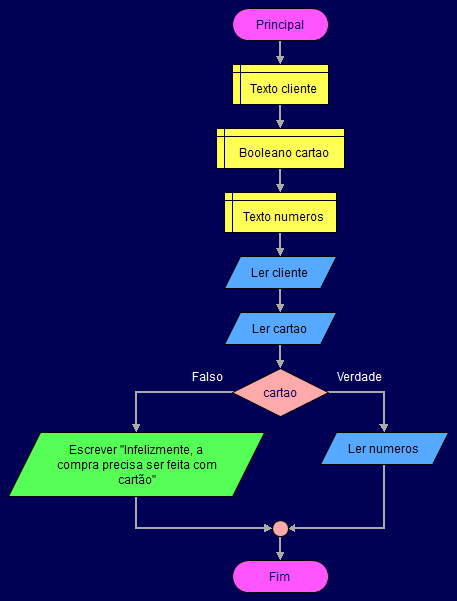 Principal
Texto cliente
Booleano cartao
Texto numeros
Ler cliente
Ler cartao
Falso
Verdade
cartao
Escrever "Infelizmente, a
compra precisa ser feita com
cartão"
Ler numeros
Fim